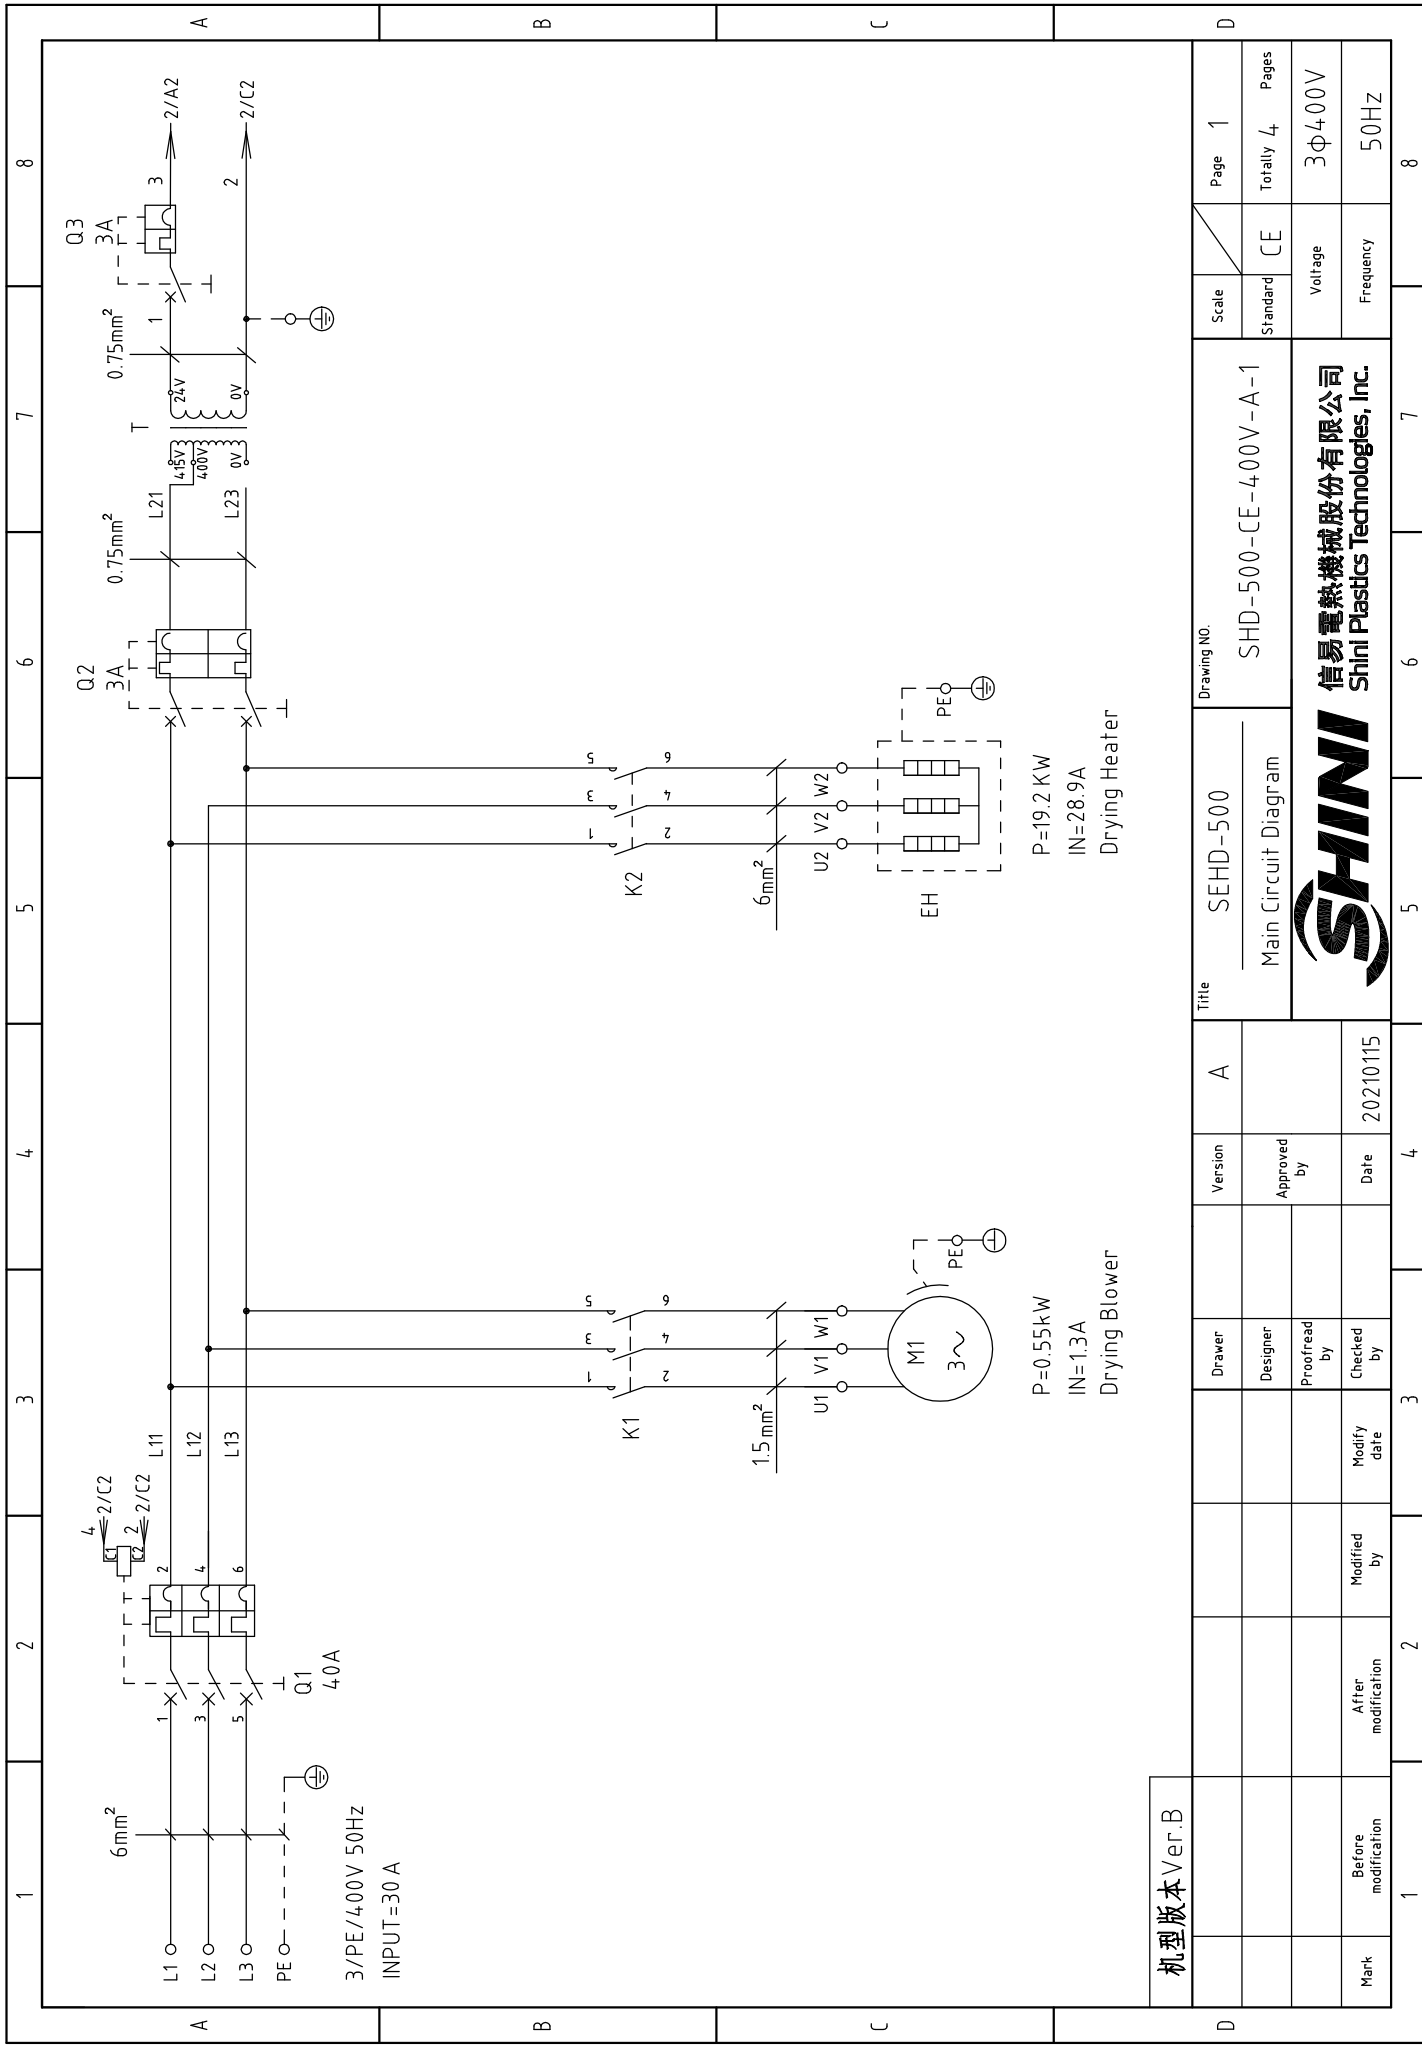 1 2 3 4 5 6 7 8
A
B
C
D
L1
L2
L3
PE
6mm²
3/PE/400V 50Hz
INPUT=30A
1
3
5
Q1
40A
2
4
6
C1
C2
4
2/C2
2
2/C2
L11
L12
L13
1 3 5
K1
2 4 6
1.5mm²
U1 V1 W1
M1
3~
PE
P=0.55kW
IN=1.3A
Drying Blower
1 3 5
K2
2 4 6
6mm²
U2 V2 W2
EH
PE
P=19.2 KW
IN=28.9A
Drying Heater
Q2
3A
0.75mm²
L21
L23
T
415V
400V
0V
24V
0V
0.75mm²
1
Q3
3A
3
2/A2
2
2/C2
机型版本Ver.B
Mark
Before
modification
After
modification
Modified
by
Modify
date
Drawer
Designer
Proofread
by
Checked
by
Version
A
Approved
by
Date
20210115
Title
SEHD-500
Main Circuit Diagram
Drawing NO.
SHD-500-CE-400V-A-1
SHINI
信易電熱機械股份有限公司
Shini Plastics Technologies, Inc.
Scale
Page 1
Standard
CE
Totally 4 Pages
Voltage
3ϕ400V
Frequency
50Hz
A
B
C
D
1 2 3 4 5 6 7 8